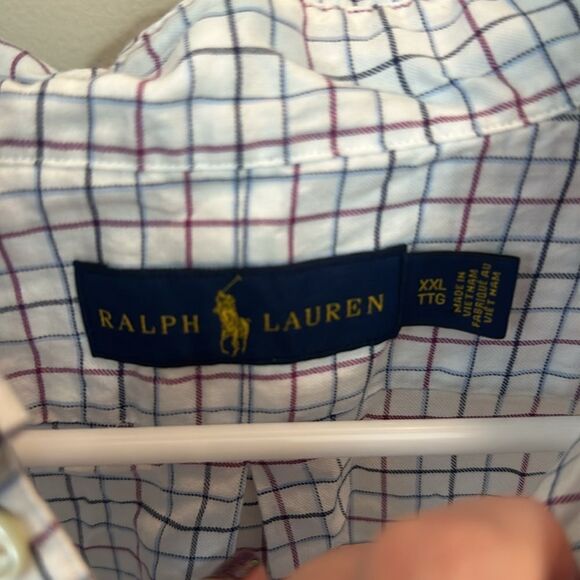 RALPH LAUREN
XXL
TTG
MADE IN
VIETNAM
FABRIQUÉ AU
VIET NAM